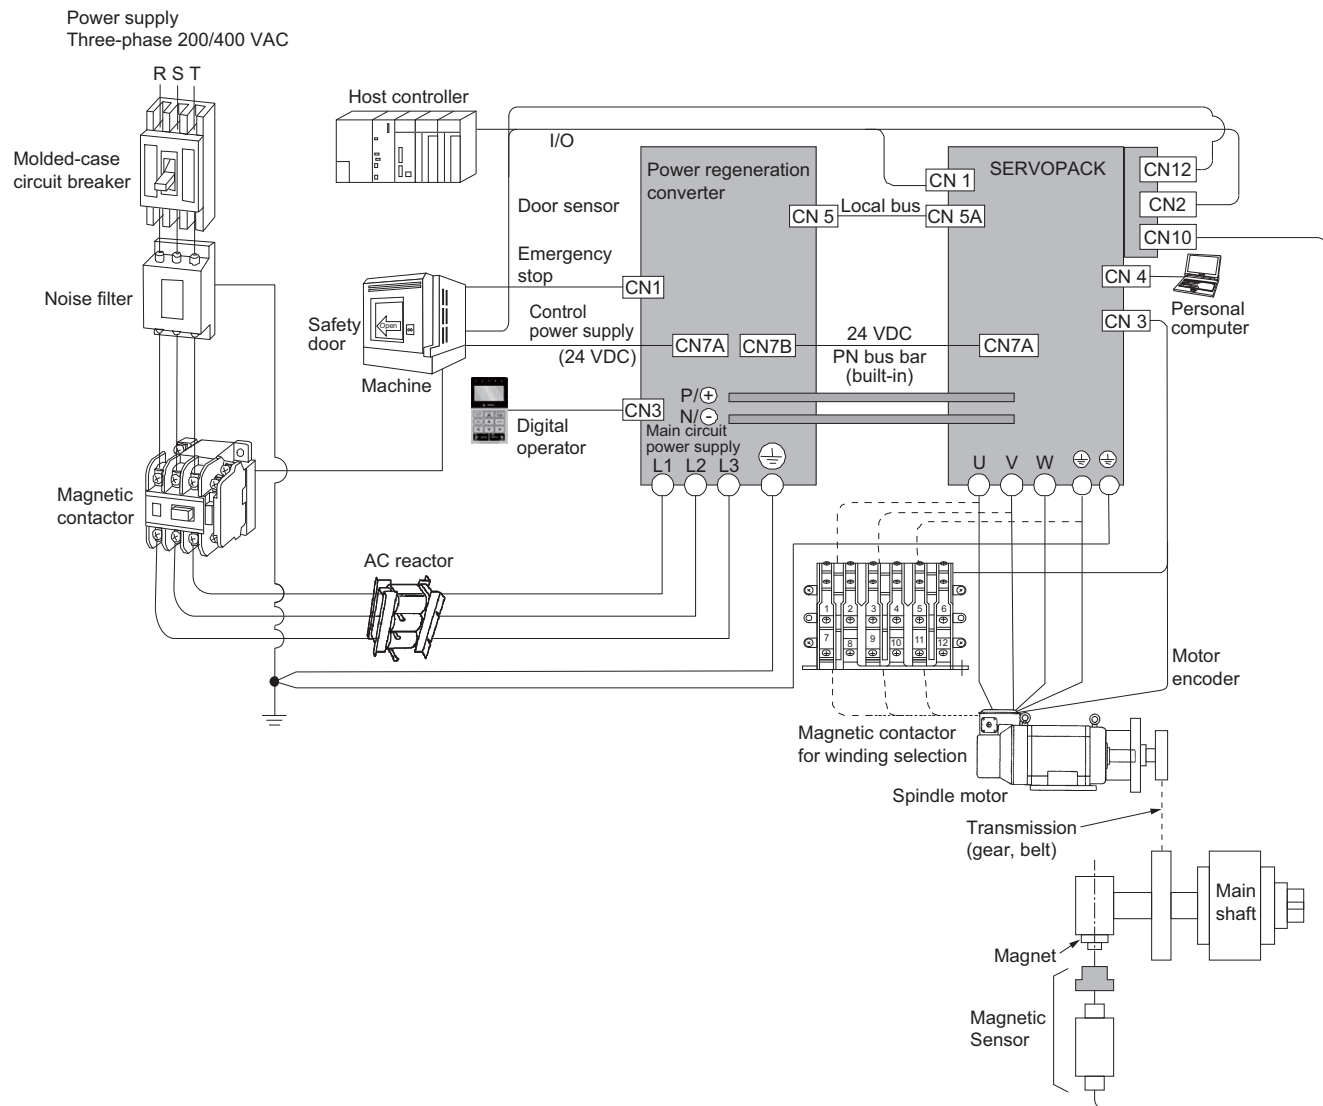 Power supply
Three-phase 200/400 VAC
R S T
Molded-case
circuit breaker
Noise filter
Magnetic
contactor
Host controller
I/O
Door sensor
Emergency
stop
Control
power supply
(24 VDC)
Safety
door
Open
Machine
Digital
operator
AC reactor
Power regeneration
converter
CN 5
CN1
CN7A
CN7B
CN3
P/+
N/-
Main circuit
power supply
L1 L2 L3
Local bus
24 VDC
PN bus bar
(built-in)
SERVOPACK
CN 1
CN 5A
CN7A
CN12
CN2
CN10
CN 4
CN 3
Personal
computer
U V W
1 2 3 4 5 6
7 8 9 10 11 12
Magnetic contactor
for winding selection
Motor
encoder
Spindle motor
Transmission
(gear, belt)
Main
shaft
Magnet
Magnetic
Sensor